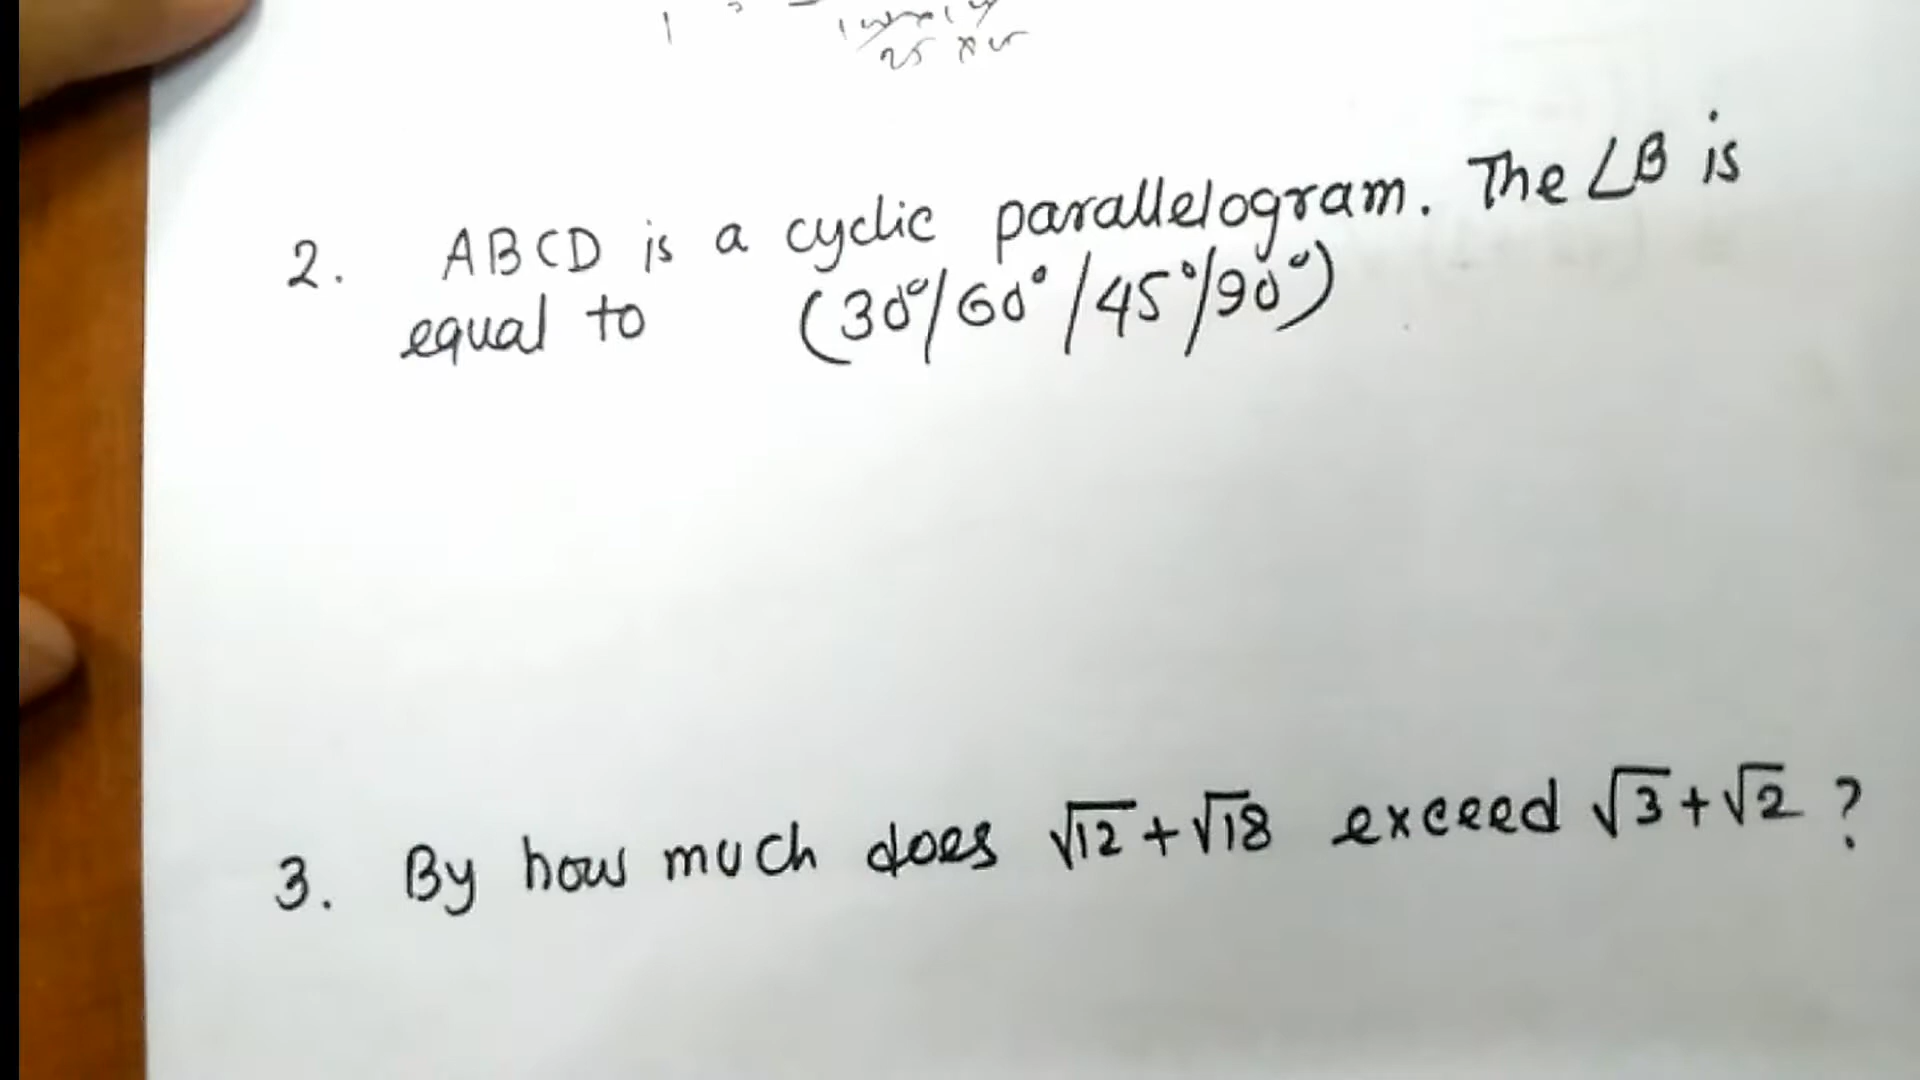 2. ABCD is a cyclic parallelogram. The ∠B is
equal to (30°/60°/45°/90°)
3. By how much does √12+√18 exceed √3+√2 ?